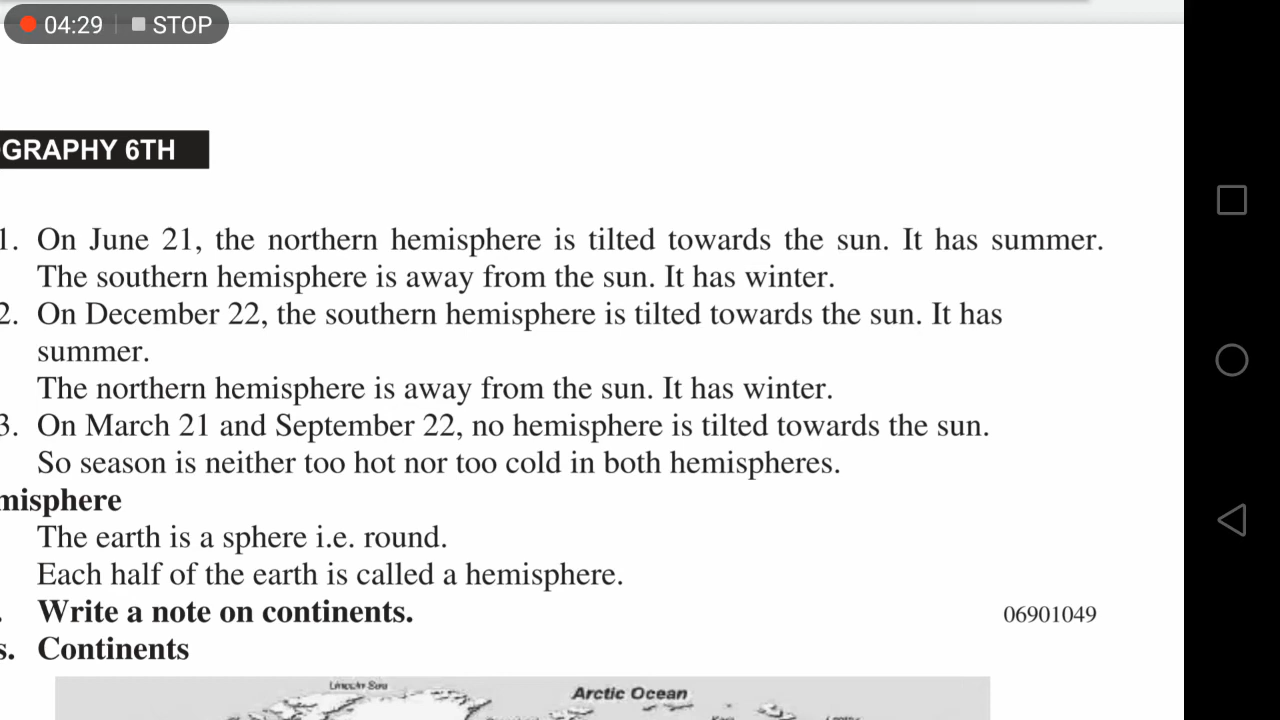 04:29 STOP
GRAPHY 6TH
1. On June 21, the northern hemisphere is tilted towards the sun. It has summer.
The southern hemisphere is away from the sun. It has winter.
2. On December 22, the southern hemisphere is tilted towards the sun. It has
summer.
The northern hemisphere is away from the sun. It has winter.
3. On March 21 and September 22, no hemisphere is tilted towards the sun.
So season is neither too hot nor too cold in both hemispheres.
misphere
The earth is a sphere i.e. round.
Each half of the earth is called a hemisphere.
. Write a note on continents. 06901049
s. Continents
Lincoln Sea Arctic Ocean